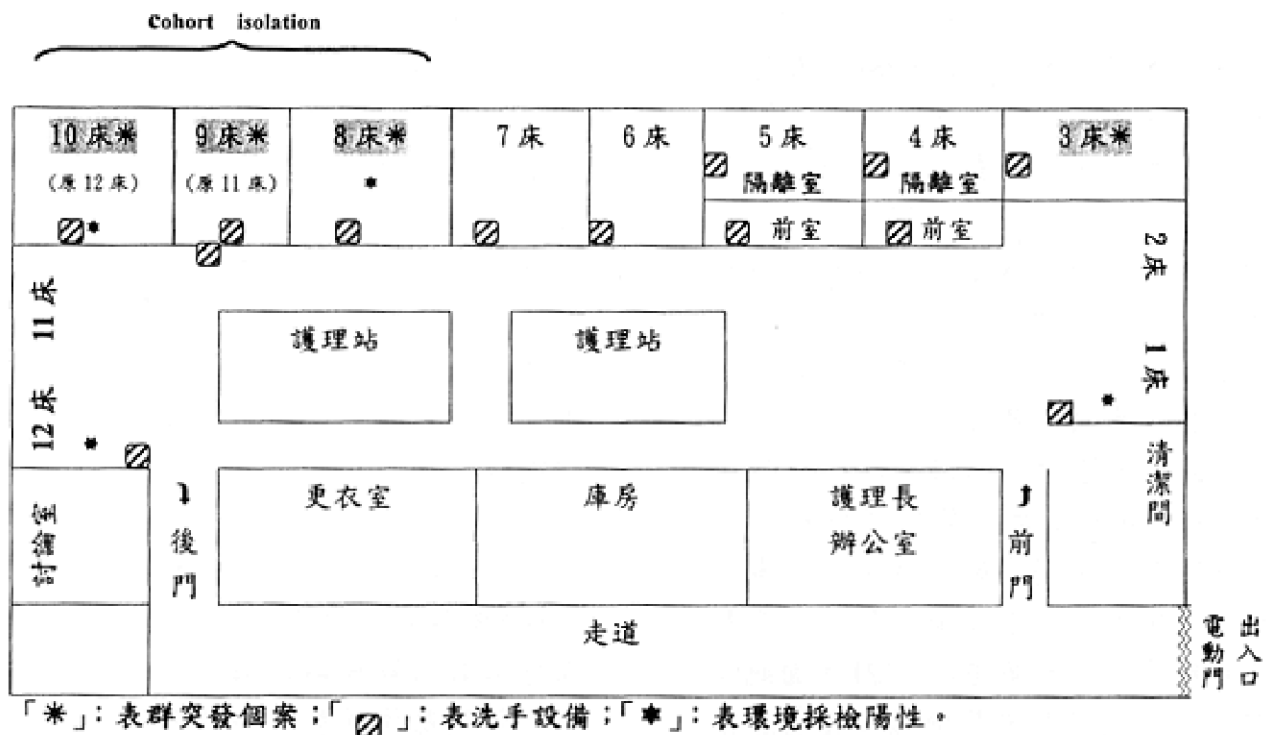 Cohort isolation
10床*
(原12床)
*
9床*
(原11床)
8床*
*
7床
6床
5床
隔離室
前室
4床
隔離室
前室
3床*
2床
1床
*
11床
12床
*
護理站
護理站
清潔間
討論室
後門
更衣室
庫房
護理長
辦公室
前門
走道
電動門
出入口
「*」：表群突發個案；「 」：表洗手設備；「*」：表環境採檢陽性。